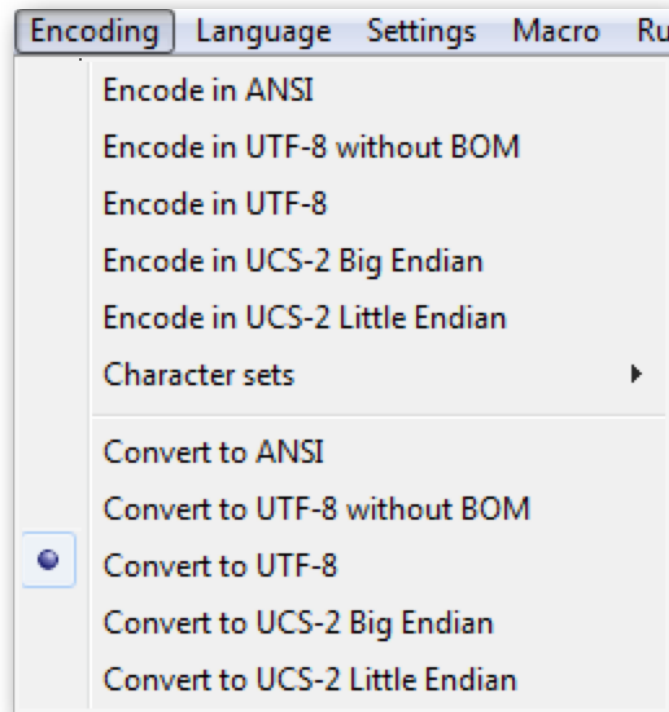 Encoding Language Settings Macro Ru
Encode in ANSI
Encode in UTF-8 without BOM
Encode in UTF-8
Encode in UCS-2 Big Endian
Encode in UCS-2 Little Endian
Character sets
Convert to ANSI
Convert to UTF-8 without BOM
Convert to UTF-8
Convert to UCS-2 Big Endian
Convert to UCS-2 Little Endian